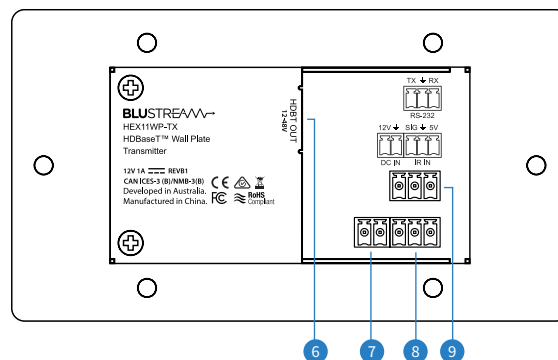 BLUSTREAM
HEX11WP-TX
HDBaseT™ Wall Plate
Transmitter
12V 1A REVB1
CAN ICES-3 (B)/NMB-3(B)
Developed in Australia.
Manufactured in China.
CE
FC
RoHS
Compliant
HDBT OUT
12-48V
TX RX
RS-232
12V SIG 5V
DC IN IR IN
6 7 8 9